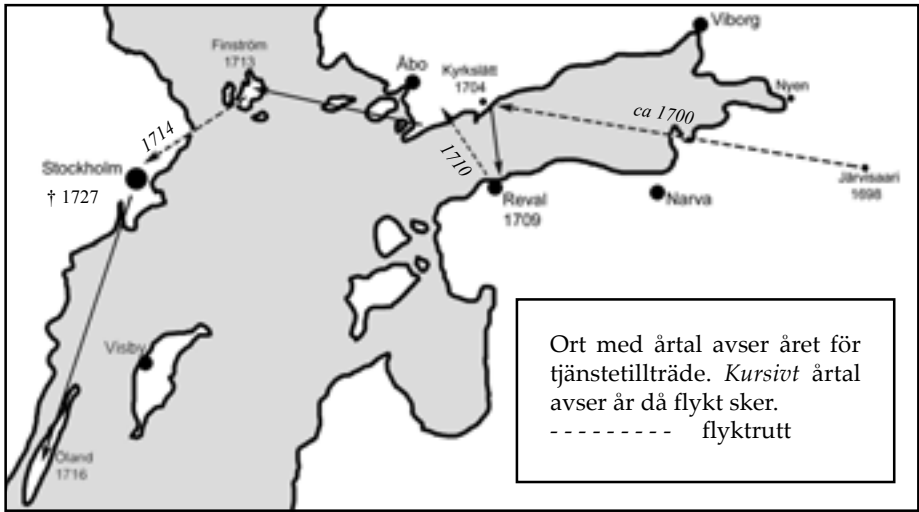 Viborg
Finström
1713
Åbo
Kyrkslätt
1704
Nyen
ca 1700
1714
1710
Stockholm
† 1727
Järvisaari
1698
Reval
1709
Narva
Visby
Öland
1716
Ort med årtal avser året för
tjänstetillträde. Kursivt årtal
avser år då flykt sker.
- - - - - - - - - flyktrutt